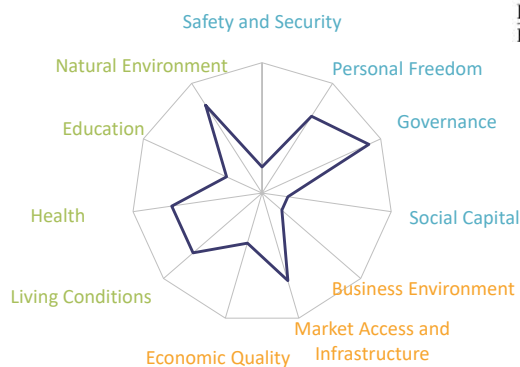 Safety and Security
Natural Environment
Personal Freedom
Education
Governance
Health
Social Capital
Living Conditions
Business Environment
Market Access and
Infrastructure
Economic Quality